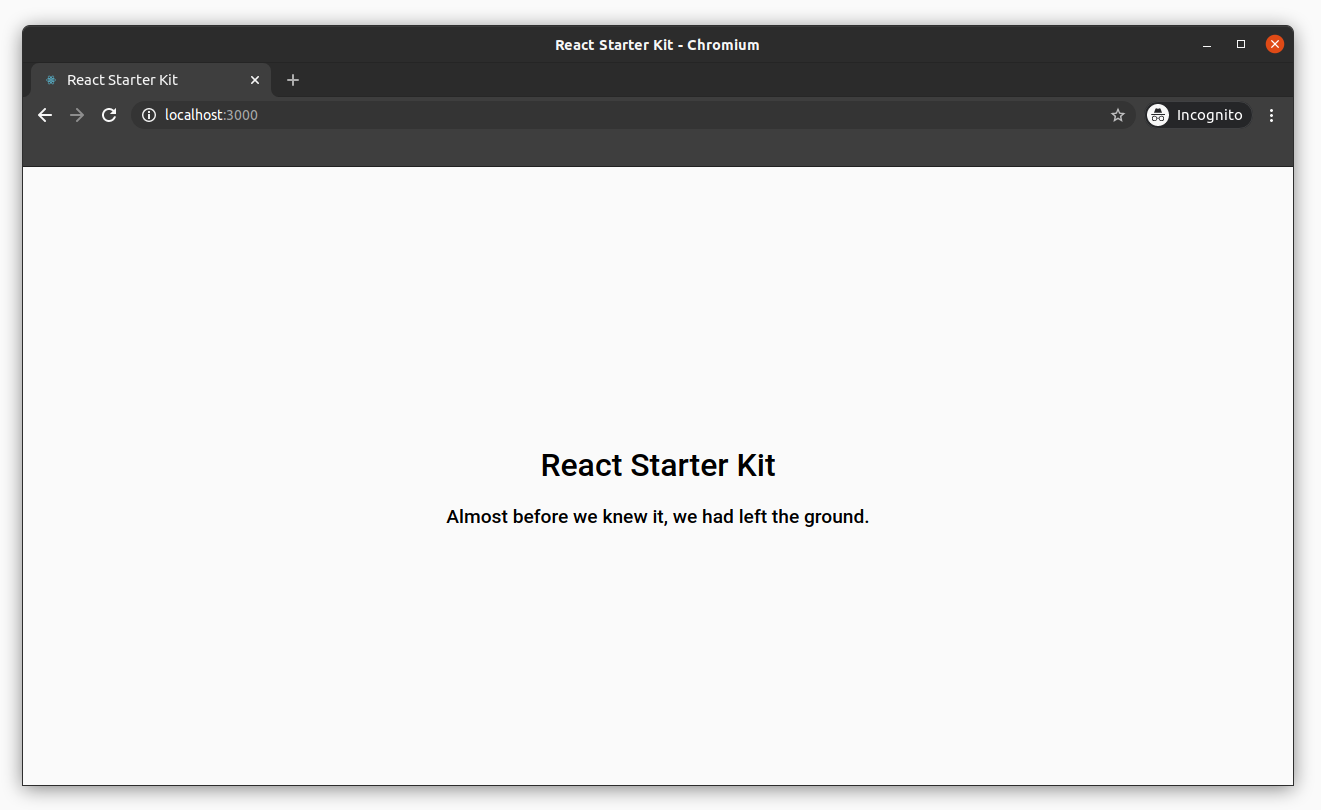 React Starter Kit - Chromium
React Starter Kit
localhost:3000
Incognito
React Starter Kit
Almost before we knew it, we had left the ground.